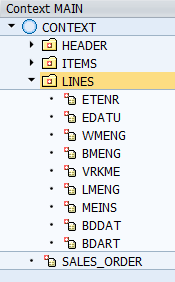 Context MAIN
CONTEXT
HEADER
ITEMS
LINES
ETENR
EDATU
WMENG
BMENG
VRKME
LMENG
MEINS
BDDAT
BDART
SALES_ORDER